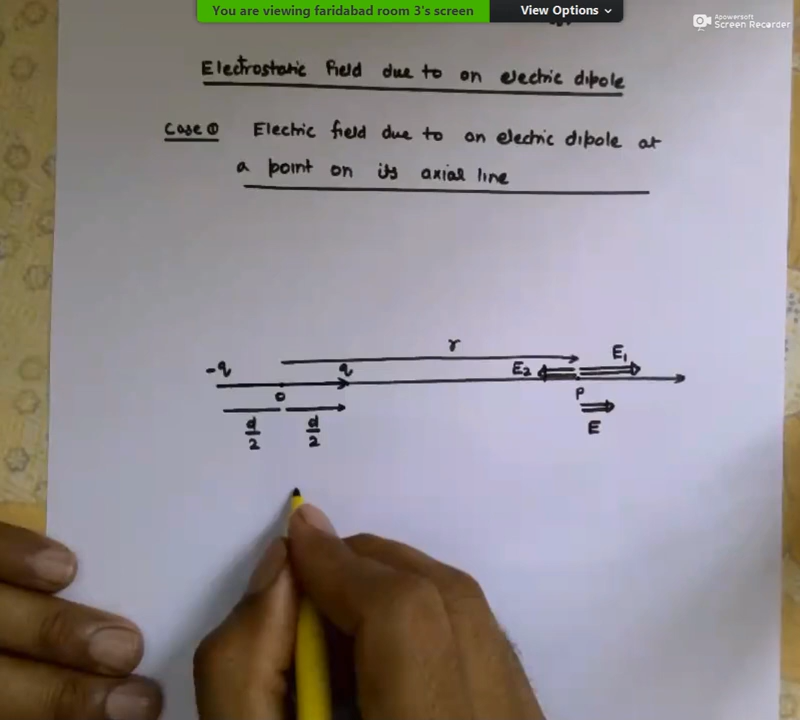 You are viewing faridabad room 3's screen View Options
Apowersoft
Screen Recorder
Electrostatic field due to an electric dipole
Case ① Electric field due to an electric dipole at
a point on its axial line
r
-q q E2 E1
O P
d/2 d/2 E